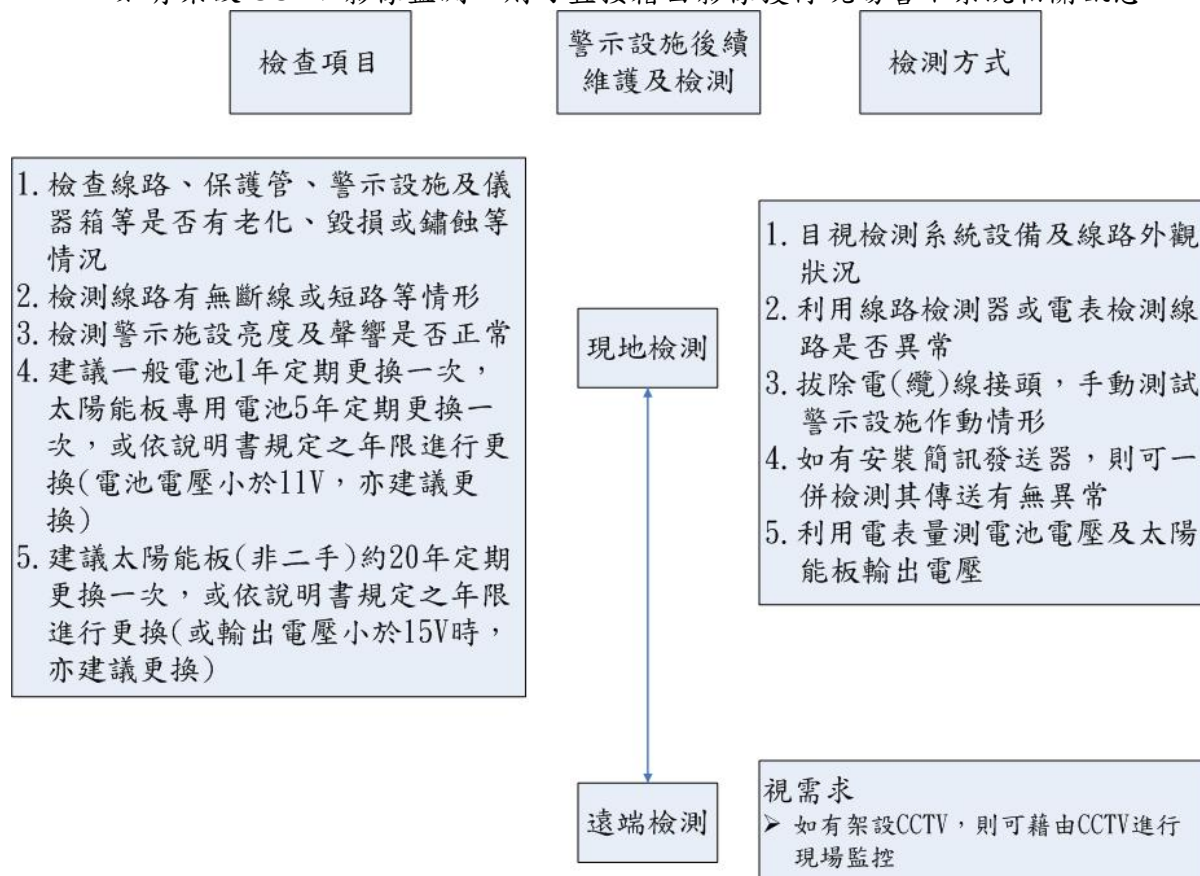 檢查項目
警示設施後續
維護及檢測
檢測方式
1. 檢查線路、保護管、警示設施及儀
器箱等是否有老化、毀損或鏽蝕等
情況
2. 檢測線路有無斷線或短路等情形
3. 檢測警示施設亮度及聲響是否正常
4. 建議一般電池1年定期更換一次，
太陽能板專用電池5年定期更換一
次，或依說明書規定之年限進行更
換(電池電壓小於11V，亦建議更
換)
5. 建議太陽能板(非二手)約20年定期
更換一次，或依說明書規定之年限
進行更換(或輸出電壓小於15V時，
亦建議更換)
現地檢測
1. 目視檢測系統設備及線路外觀
狀況
2. 利用線路檢測器或電表檢測線
路是否異常
3. 拔除電(纜)線接頭，手動測試
警示設施作動情形
4. 如有安裝簡訊發送器，則可一
併檢測其傳送有無異常
5. 利用電表量測電池電壓及太陽
能板輸出電壓
遠端檢測
視需求
➢ 如有架設CCTV，則可藉由CCTV進行
現場監控